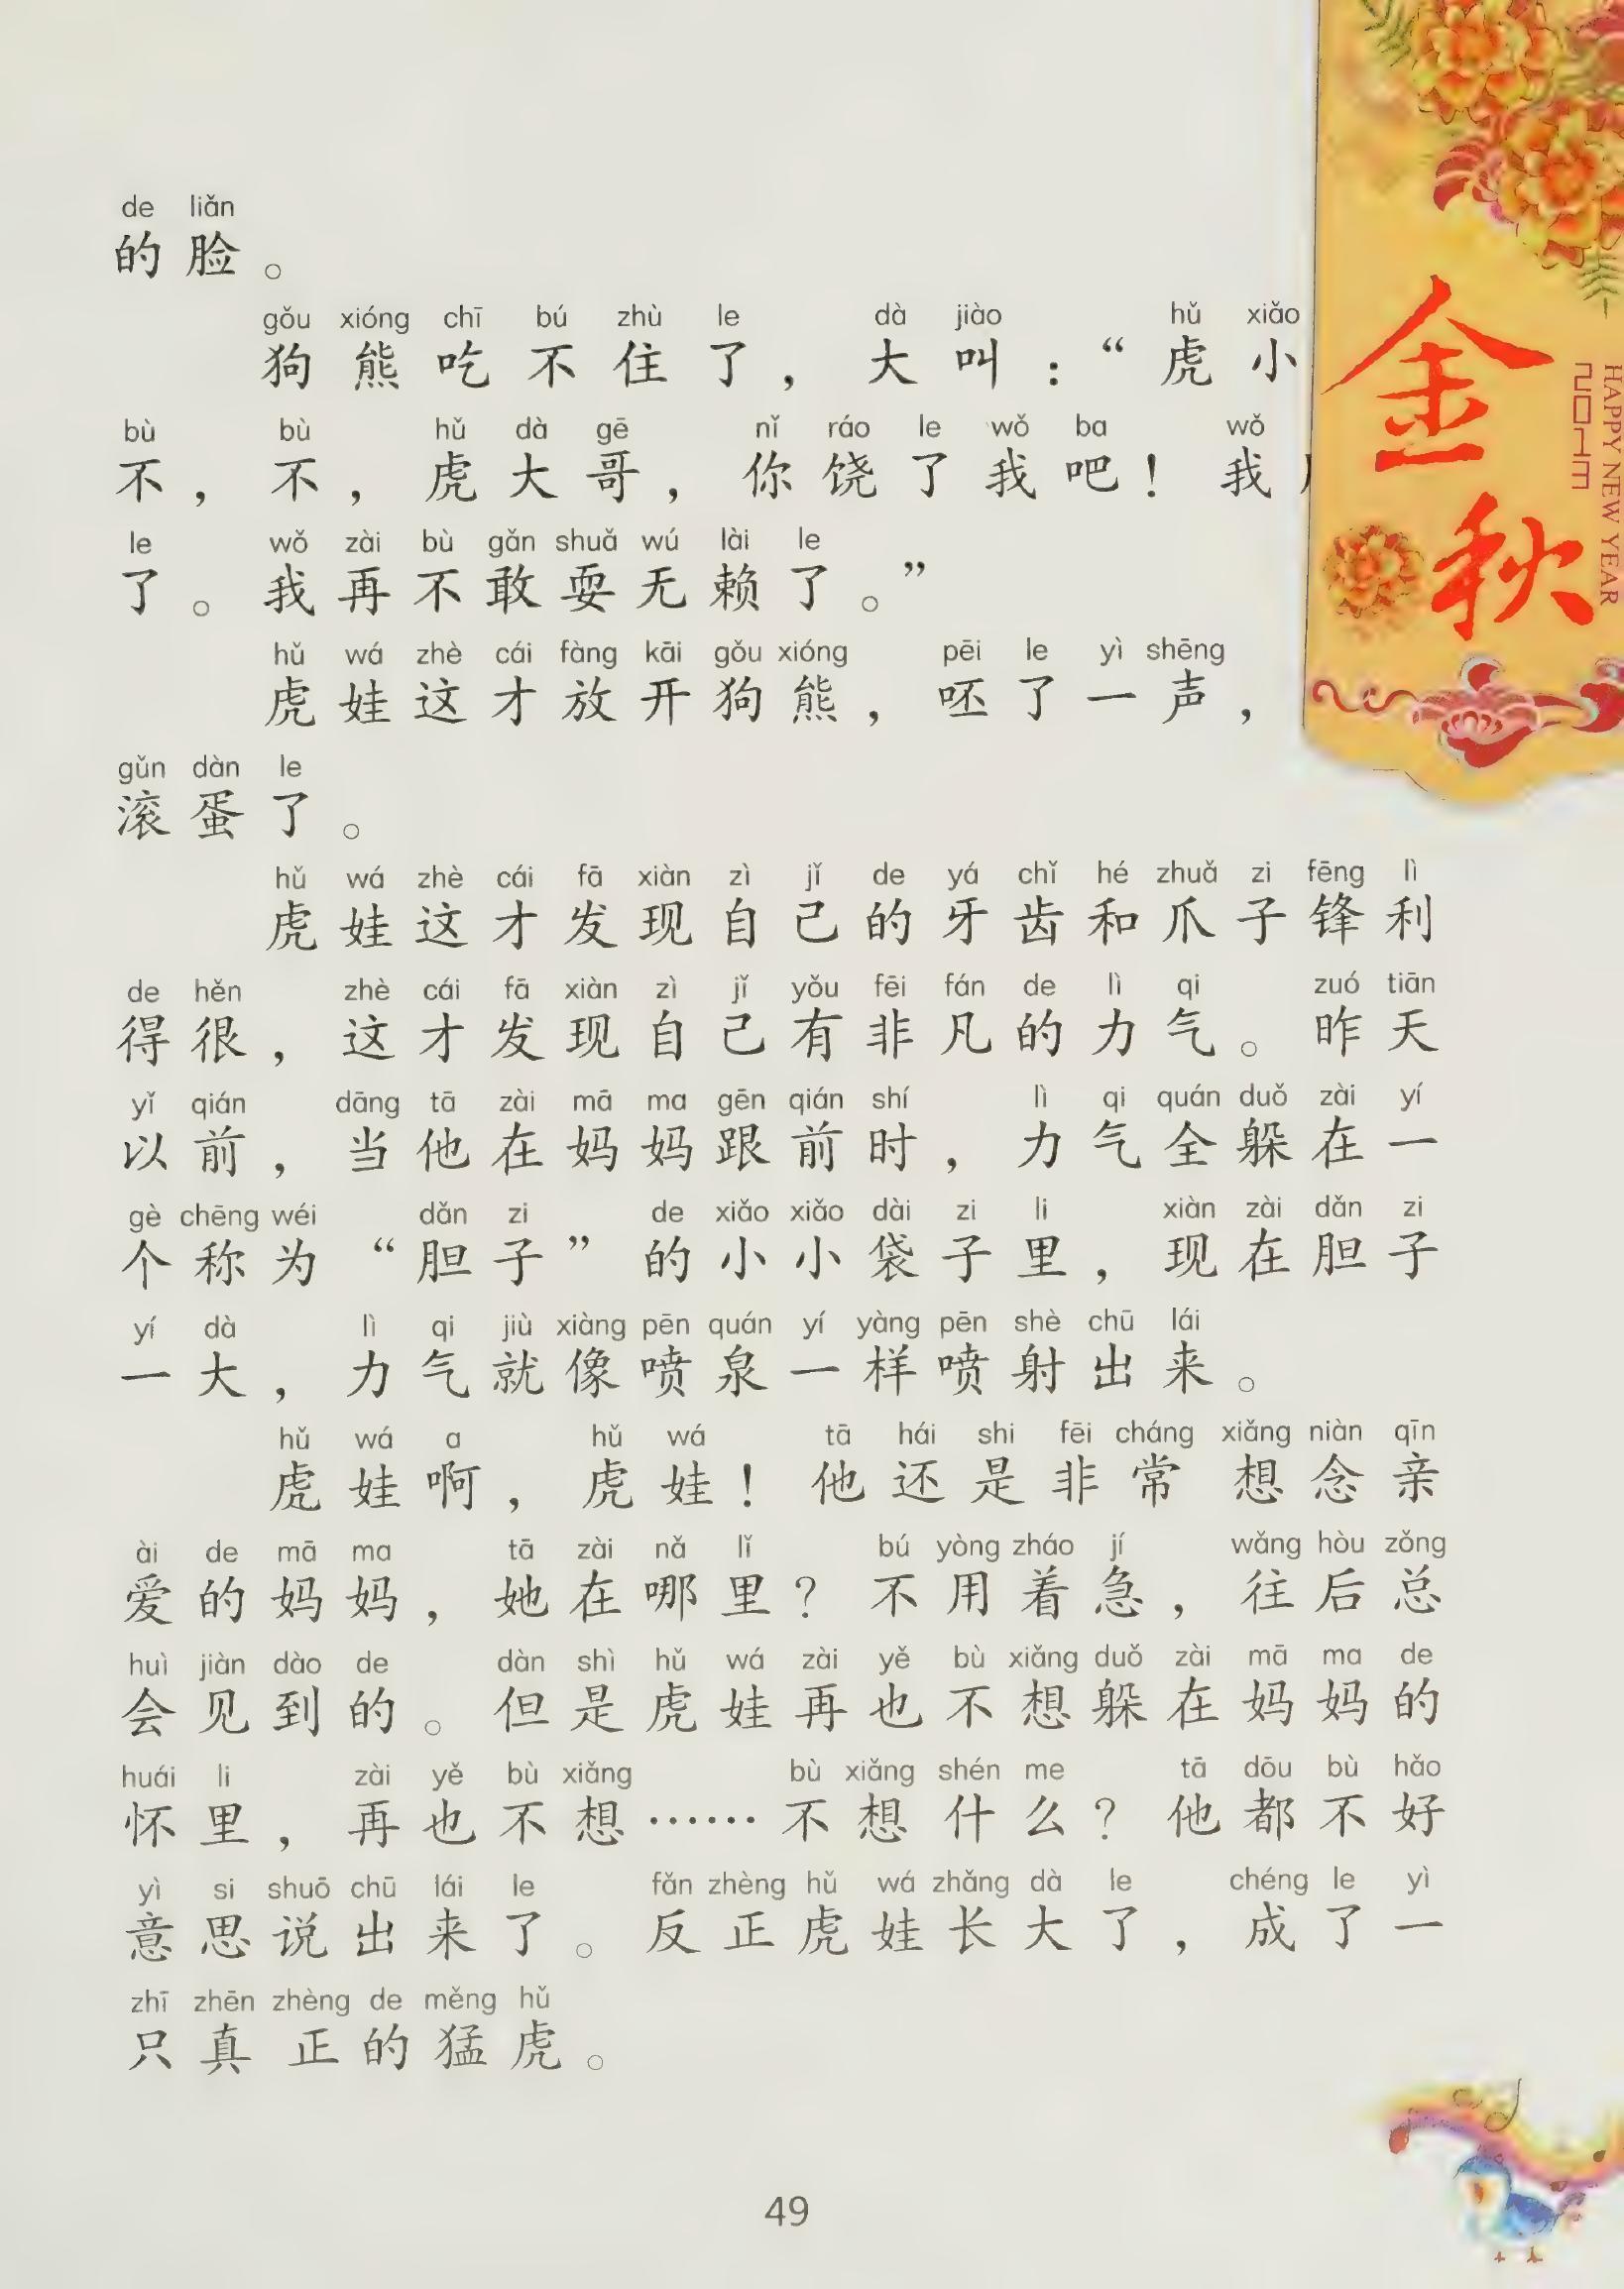 de liǎn
的脸。
gǒu xióng chī bú zhù le dà jiào hǔ xiǎo
狗熊吃不住了，大叫：“虎小
bù bù hǔ dà gē nǐ ráo le wǒ ba wǒ
不，不，虎大哥，你饶了我吧！我
le wǒ zài bù gǎn shuǎ wú lài le
了。我再不敢耍无赖了。”
hǔ wá zhè cái fàng kāi gǒu xióng pēi le yì shēng
虎娃这才放开狗熊，呸了一声，
gǔn dàn le
滚蛋了。
hǔ wá zhè cái fā xiàn zì jǐ de yá chǐ hé zhuǎ zi fēng lì
虎娃这才发现自己的牙齿和爪子锋利
de hěn zhè cái fā xiàn zì jǐ yǒu fēi fán de lì qi zuó tiān
得很，这才发现自己有非凡的力气。昨天
yǐ qián dāng tā zài mā ma gēn qián shí lì qi quán duǒ zài yí
以前，当他在妈妈跟前时，力气全躲在一
gè chēng wéi dǎn zi de xiǎo xiǎo dài zi li xiàn zài dǎn zi
个称为“胆子”的小小袋子里，现在胆子
yí dà lì qi jiù xiàng pēn quán yí yàng pēn shè chū lái
一大，力气就像喷泉一样喷射出来。
hǔ wá a hǔ wá tā hái shi fēi cháng xiǎng niàn qīn
虎娃啊，虎娃！他还是非常想念亲
ài de mā ma tā zài nǎ lǐ bú yòng zháo jí wǎng hòu zǒng
爱的妈妈，她在哪里？不用着急，往后总
huì jiàn dào de dàn shì hǔ wá zài yě bù xiǎng duǒ zài mā ma de
会见到的。但是虎娃再也不想躲在妈妈的
huái li zài yě bù xiǎng bù xiǎng shén me tā dōu bù hǎo
怀里，再也不想……不想什么？他都不好
yì si shuō chū lái le fǎn zhèng hǔ wá zhǎng dà le chéng le yì
意思说出来了。反正虎娃长大了，成了一
zhī zhēn zhèng de měng hǔ
只真正的猛虎。
49
金秋
2013
HAPPY NEW YEAR